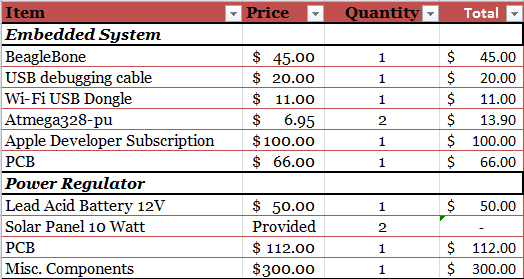 Item Price Quantity Total
Embedded System
BeagleBone $ 45.00 1 $ 45.00
USB debugging cable $ 20.00 1 $ 20.00
Wi-Fi USB Dongle $ 11.00 1 $ 11.00
Atmega328-pu $ 6.95 2 $ 13.90
Apple Developer Subscription $100.00 1 $ 100.00
PCB $ 66.00 1 $ 66.00
Power Regulator
Lead Acid Battery 12V $ 50.00 1 $ 50.00
Solar Panel 10 Watt Provided 2 -
PCB $ 112.00 1 $ 112.00
Misc. Components $300.00 1 $ 300.00